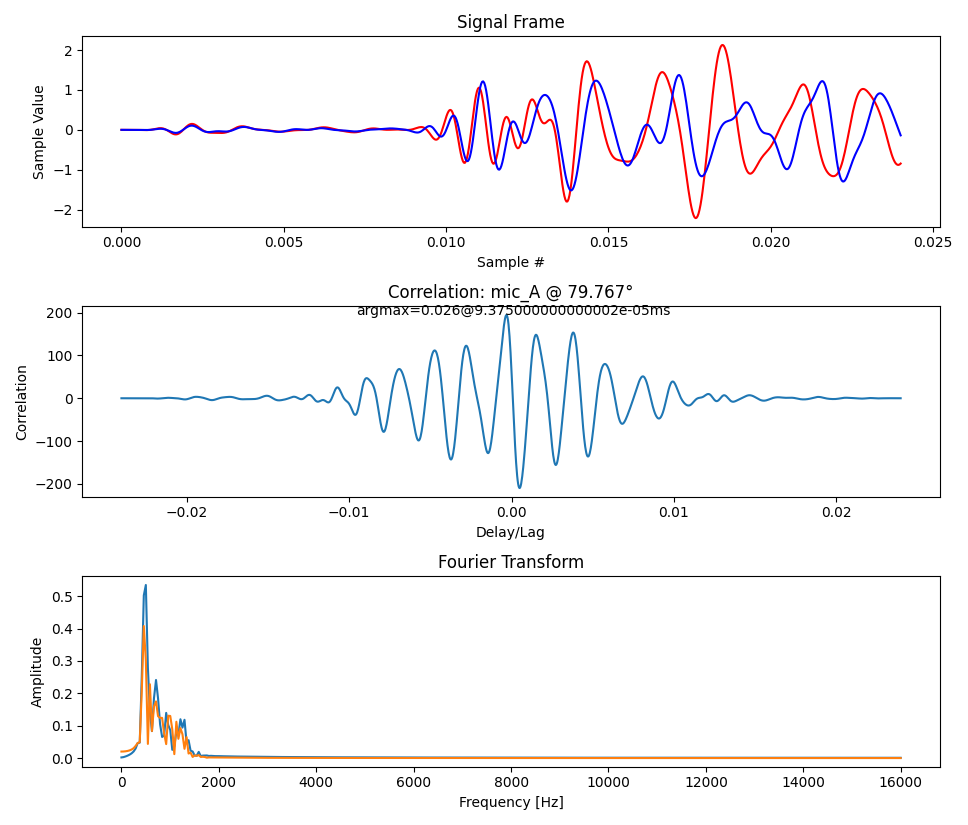 Signal Frame
Sample Value
2
1
0
−1
−2
0.000 0.005 0.010 0.015 0.020 0.025
Sample #
Correlation: mic_A @ 79.767°
argmax=0.026@9.375000000000002e-05ms
Correlation
200
100
0
−100
−200
−0.02 −0.01 0.00 0.01 0.02
Delay/Lag
Fourier Transform
Amplitude
0.5
0.4
0.3
0.2
0.1
0.0
0 2000 4000 6000 8000 10000 12000 14000 16000
Frequency [Hz]